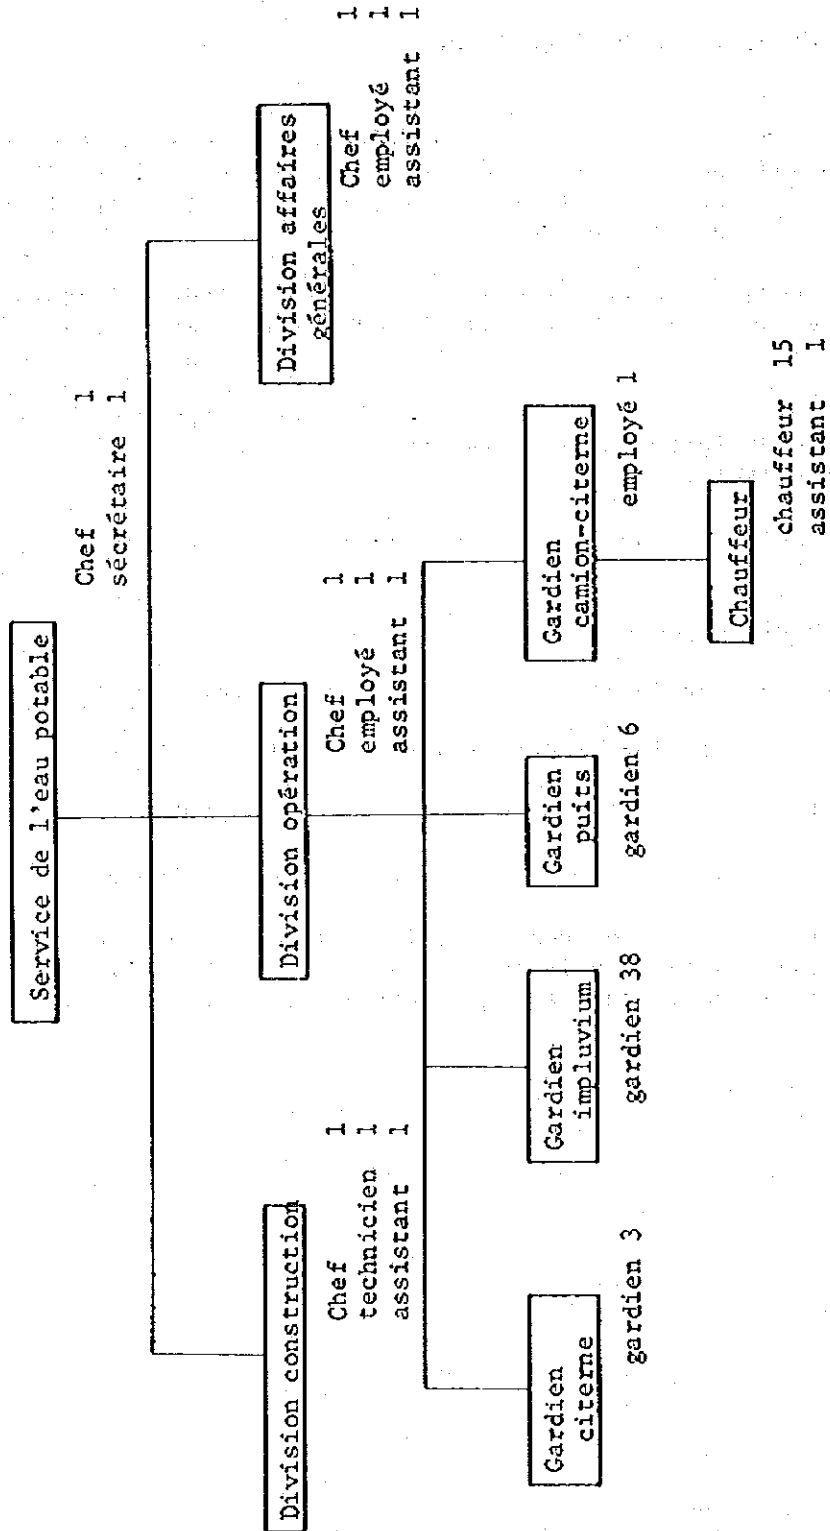 Service de l'eau potable
Chef 1
sécrétaire 1
Division construction
Chef 1
technicien 1
assistant 1
Division opération
Chef 1
employé 1
assistant 1
Division affaires
générales
Chef 1
employé 1
assistant 1
Gardien
citerne
gardien 3
Gardien
impluvium
gardien 38
Gardien
puits
gardien 6
Gardien
camion-citerne
employé 1
Chauffeur
chauffeur 15
assistant 1